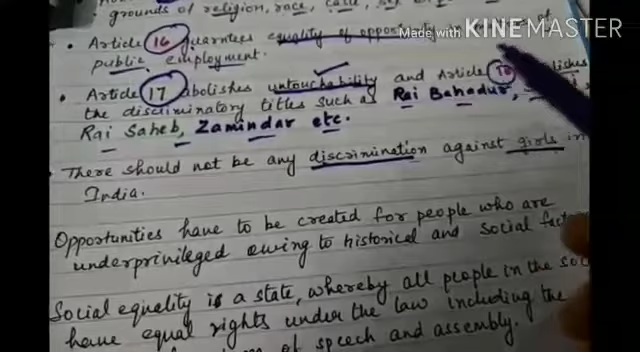 grounds of religion, race, caste, sex
Made with KINEMASTER
• Article 16 guarntees equality of opportunity in of
public employment.
• Article 17 abolishes untouchability and Article 18 abolishes
the discriminatory titles such as Rai Bahadur,
Rai Saheb, Zamindar etc.
• There should not be any discrimination against girls in
India.
Opportunities have to be created for people who are
underprivileged owing to historical and social
Social equality is a state, whereby all people in the
have equal rights under the law including the
of speech and assembly.